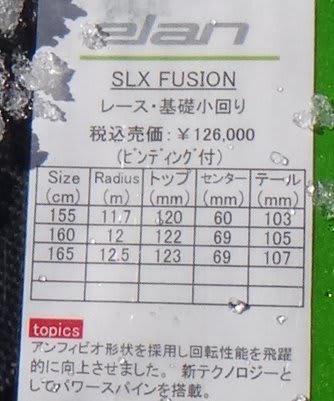 elan
SLX FUSION
レース・基礎小回り
税込売価：￥126,000
(ビンディング付)
Size Radius トップ センター テール
(cm) (m) (mm) (mm) (mm)
155 11.7 120 60 103
160 12 122 69 105
165 12.5 123 69 107
topics
アンフィビオ形状を採用し回転性能を飛躍
的に向上させました。 新テクノロジーと
してパワースパインを搭載。